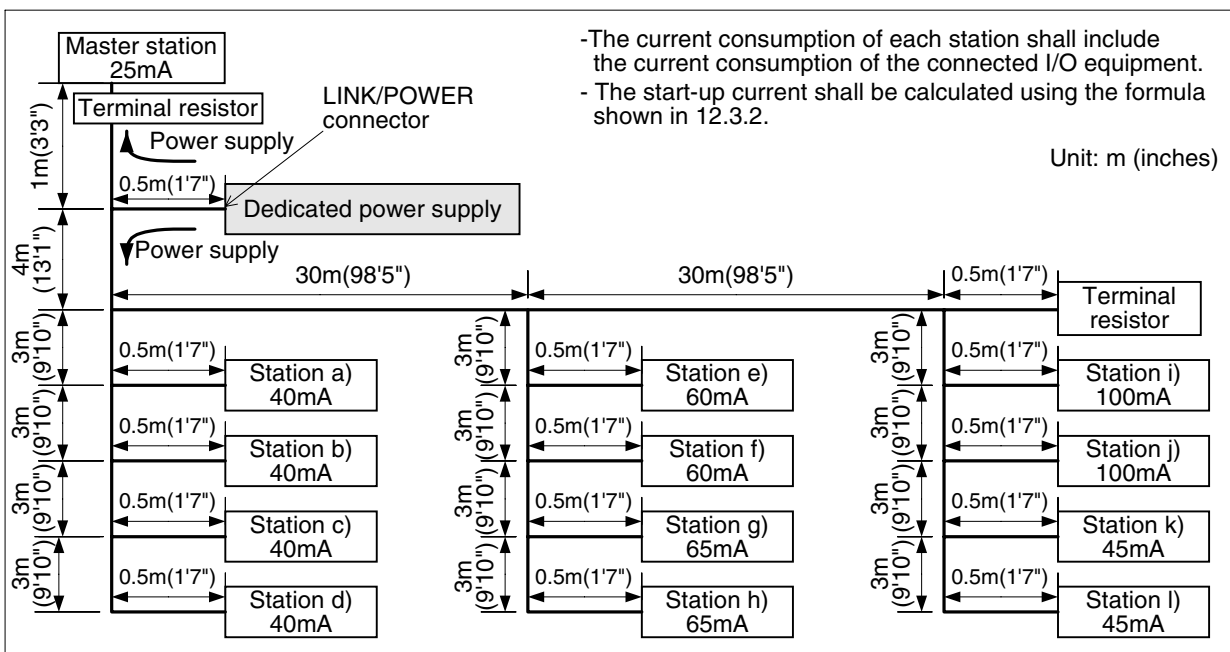 Master station
25mA
Terminal resistor
LINK/POWER
connector
-The current consumption of each station shall include
the current consumption of the connected I/O equipment.
- The start-up current shall be calculated using the formula
shown in 12.3.2.
Unit: m (inches)
1m(3'3")
Power supply
0.5m(1'7")
Dedicated power supply
4m
(13'1")
Power supply
30m(98'5")
30m(98'5")
0.5m(1'7")
Terminal
resistor
3m
(9'10")
0.5m(1'7")
Station a)
40mA
3m
(9'10")
0.5m(1'7")
Station e)
60mA
3m
(9'10")
0.5m(1'7")
Station i)
100mA
3m
(9'10")
0.5m(1'7")
Station b)
40mA
3m
(9'10")
0.5m(1'7")
Station f)
60mA
3m
(9'10")
0.5m(1'7")
Station j)
100mA
3m
(9'10")
0.5m(1'7")
Station c)
40mA
3m
(9'10")
0.5m(1'7")
Station g)
65mA
3m
(9'10")
0.5m(1'7")
Station k)
45mA
3m
(9'10")
0.5m(1'7")
Station d)
40mA
3m
(9'10")
0.5m(1'7")
Station h)
65mA
3m
(9'10")
0.5m(1'7")
Station l)
45mA